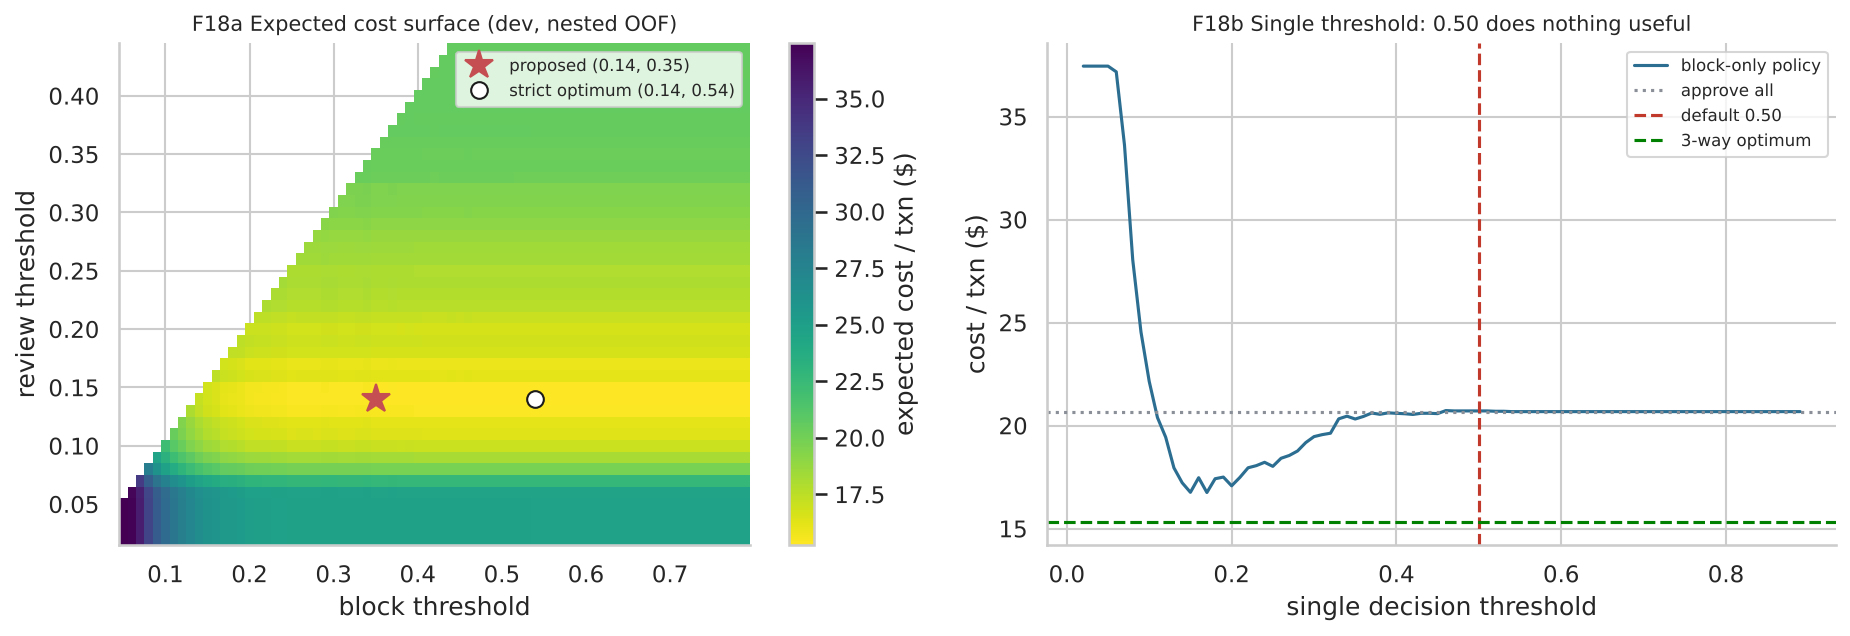 F18a Expected cost surface (dev, nested OOF)
proposed (0.14, 0.35)
strict optimum (0.14, 0.54)
0.40
0.35
0.30
0.25
0.20
0.15
0.10
0.05
review threshold
0.1 0.2 0.3 0.4 0.5 0.6 0.7
block threshold
35.0
32.5
30.0
27.5
25.0
22.5
20.0
17.5
expected cost / txn ($)
F18b Single threshold: 0.50 does nothing useful
block-only policy
approve all
default 0.50
3-way optimum
35
30
25
20
15
cost / txn ($)
0.0 0.2 0.4 0.6 0.8
single decision threshold